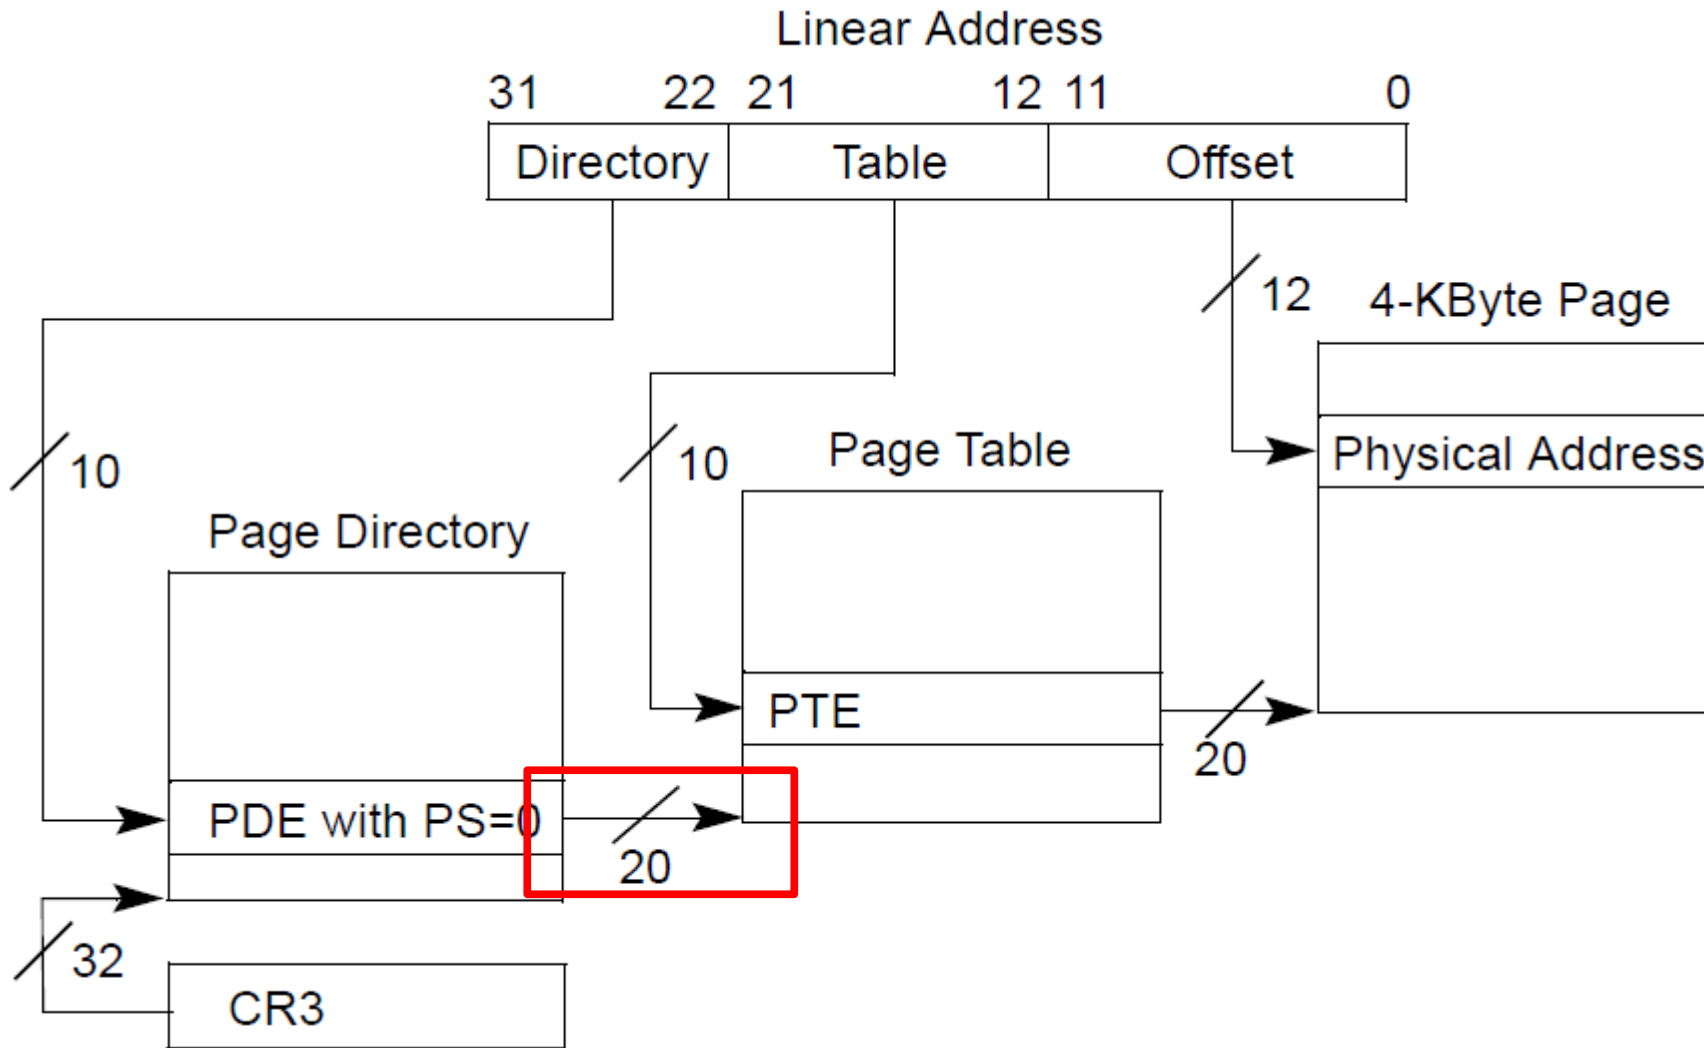 Linear Address
31 22 21 12 11 0
Directory Table Offset
12
4-KByte Page
10
10
Page Table
Physical Address
Page Directory
PTE
20
PDE with PS=0
20
32
CR3